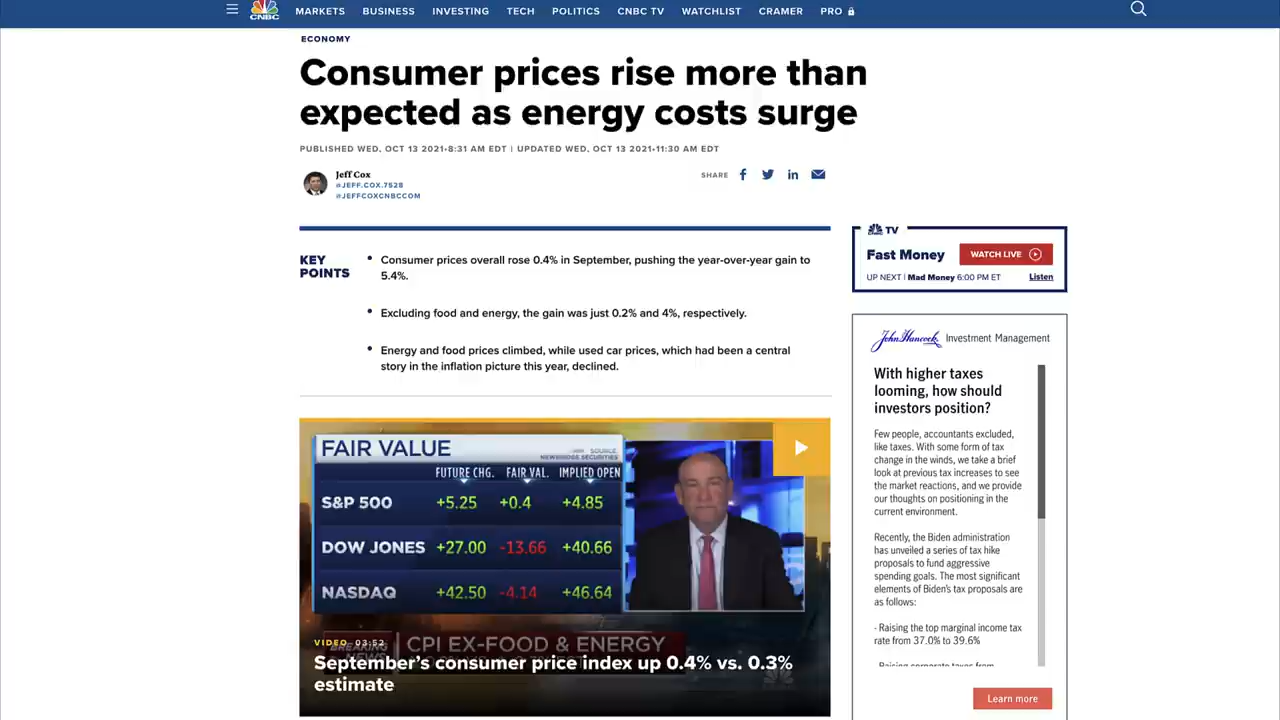 CNBC
MARKETS BUSINESS INVESTING TECH POLITICS CNBC TV WATCHLIST CRAMER PRO
ECONOMY
Consumer prices rise more than
expected as energy costs surge
PUBLISHED WED, OCT 13 2021•8:31 AM EDT | UPDATED WED, OCT 13 2021•11:30 AM EDT
Jeff Cox
@JEFF.COX.7528
@JEFFCOXCNBCCOM
SHARE
KEY
POINTS
• Consumer prices overall rose 0.4% in September, pushing the year-over-year gain to
5.4%.
• Excluding food and energy, the gain was just 0.2% and 4%, respectively.
• Energy and food prices climbed, while used car prices, which had been a central
story in the inflation picture this year, declined.
FAIR VALUE
SOURCE:
NEWBRIDGE SECURITIES
FUTURE CHG. FAIR VAL. IMPLIED OPEN
S&P 500 +5.25 +0.4 +4.85
DOW JONES +27.00 -13.66 +40.66
NASDAQ +42.50 -4.14 +46.64
BREAKING
NEWS
CPI EX-FOOD & ENERGY
VIDEO 03:52
September's consumer price index up 0.4% vs. 0.3%
estimate
CNBC TV
Fast Money
WATCH LIVE
UP NEXT | Mad Money 6:00 PM ET
Listen
John Hancock Investment Management
With higher taxes
looming, how should
investors position?
Few people, accountants excluded,
like taxes. With some form of tax
change in the winds, we take a brief
look at previous tax increases to see
the market reactions, and we provide
our thoughts on positioning in the
current environment.
Recently, the Biden administration
has unveiled a series of tax hike
proposals to fund aggressive
spending goals. The most significant
elements of Biden's tax proposals are
as follows:
- Raising the top marginal income tax
rate from 37.0% to 39.6%
- Raising corporate taxes from
Learn more